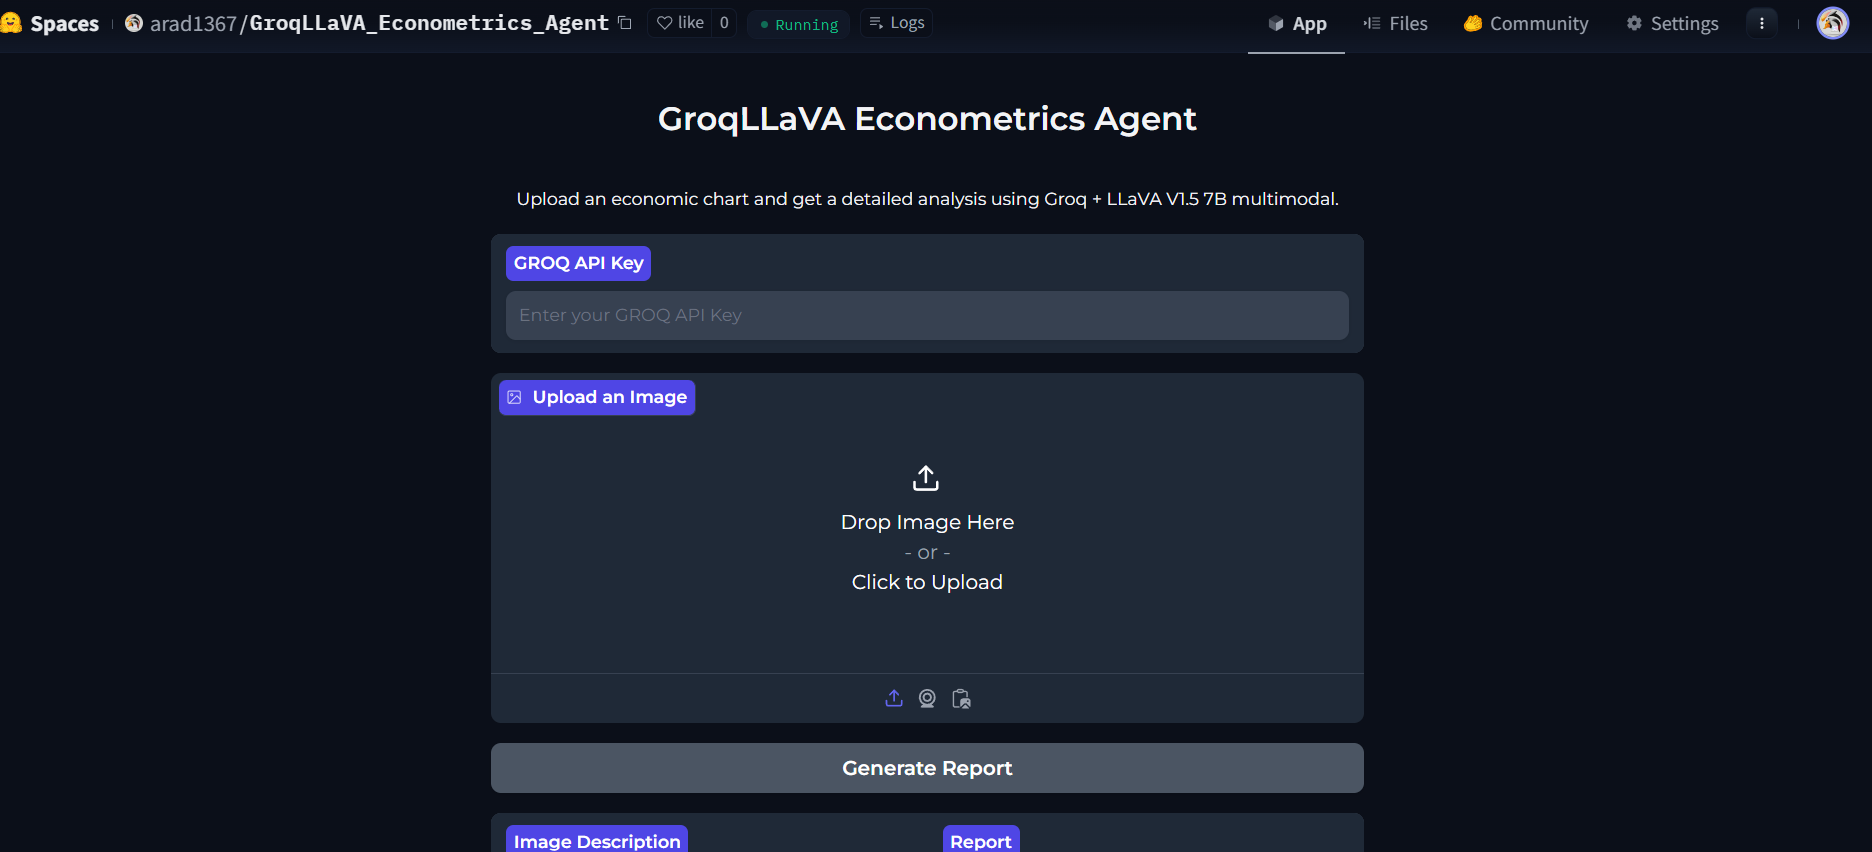 Spaces arad1367/GroqLLaVA_Econometrics_Agent like 0 Running Logs App Files Community Settings
GroqLLaVA Econometrics Agent
Upload an economic chart and get a detailed analysis using Groq + LLaVA V1.5 7B multimodal.
GROQ API Key
Enter your GROQ API Key
Upload an Image
Drop Image Here
- or -
Click to Upload
Generate Report
Image Description Report